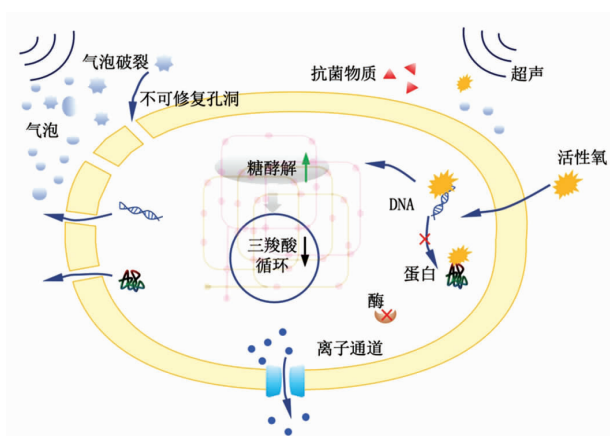 气泡破裂
抗菌物质
超声
不可修复孔洞
气泡
糖酵解
活性氧
DNA
三羧酸
循环
蛋白
酶
离子通道